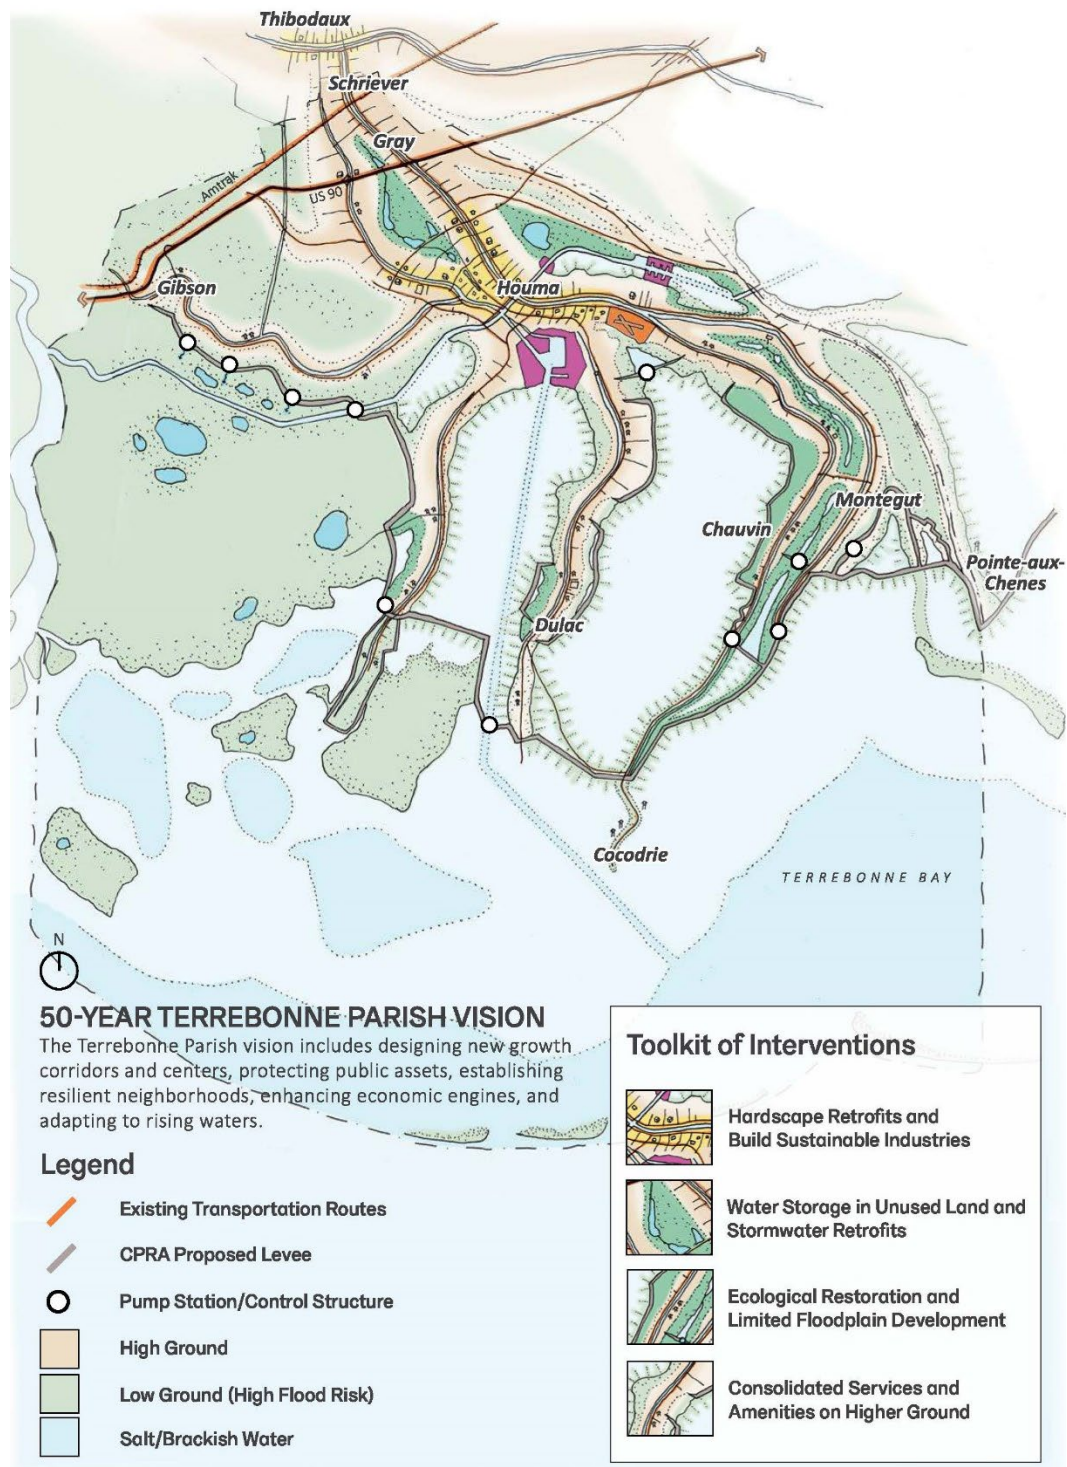 Thibodaux
Schriever
Gray
Amtrak
US 90
Gibson
Houma
Montegut
Chauvin
Pointe-aux-
Chenes
Dulac
Cocodrie
TERREBONNE BAY
N
50-YEAR TERREBONNE PARISH VISION
The Terrebonne Parish vision includes designing new growth
corridors and centers, protecting public assets, establishing
resilient neighborhoods, enhancing economic engines, and
adapting to rising waters.
Legend
Existing Transportation Routes
CPRA Proposed Levee
Pump Station/Control Structure
High Ground
Low Ground (High Flood Risk)
Salt/Brackish Water
Toolkit of Interventions
Hardscape Retrofits and
Build Sustainable Industries
Water Storage in Unused Land and
Stormwater Retrofits
Ecological Restoration and
Limited Floodplain Development
Consolidated Services and
Amenities on Higher Ground